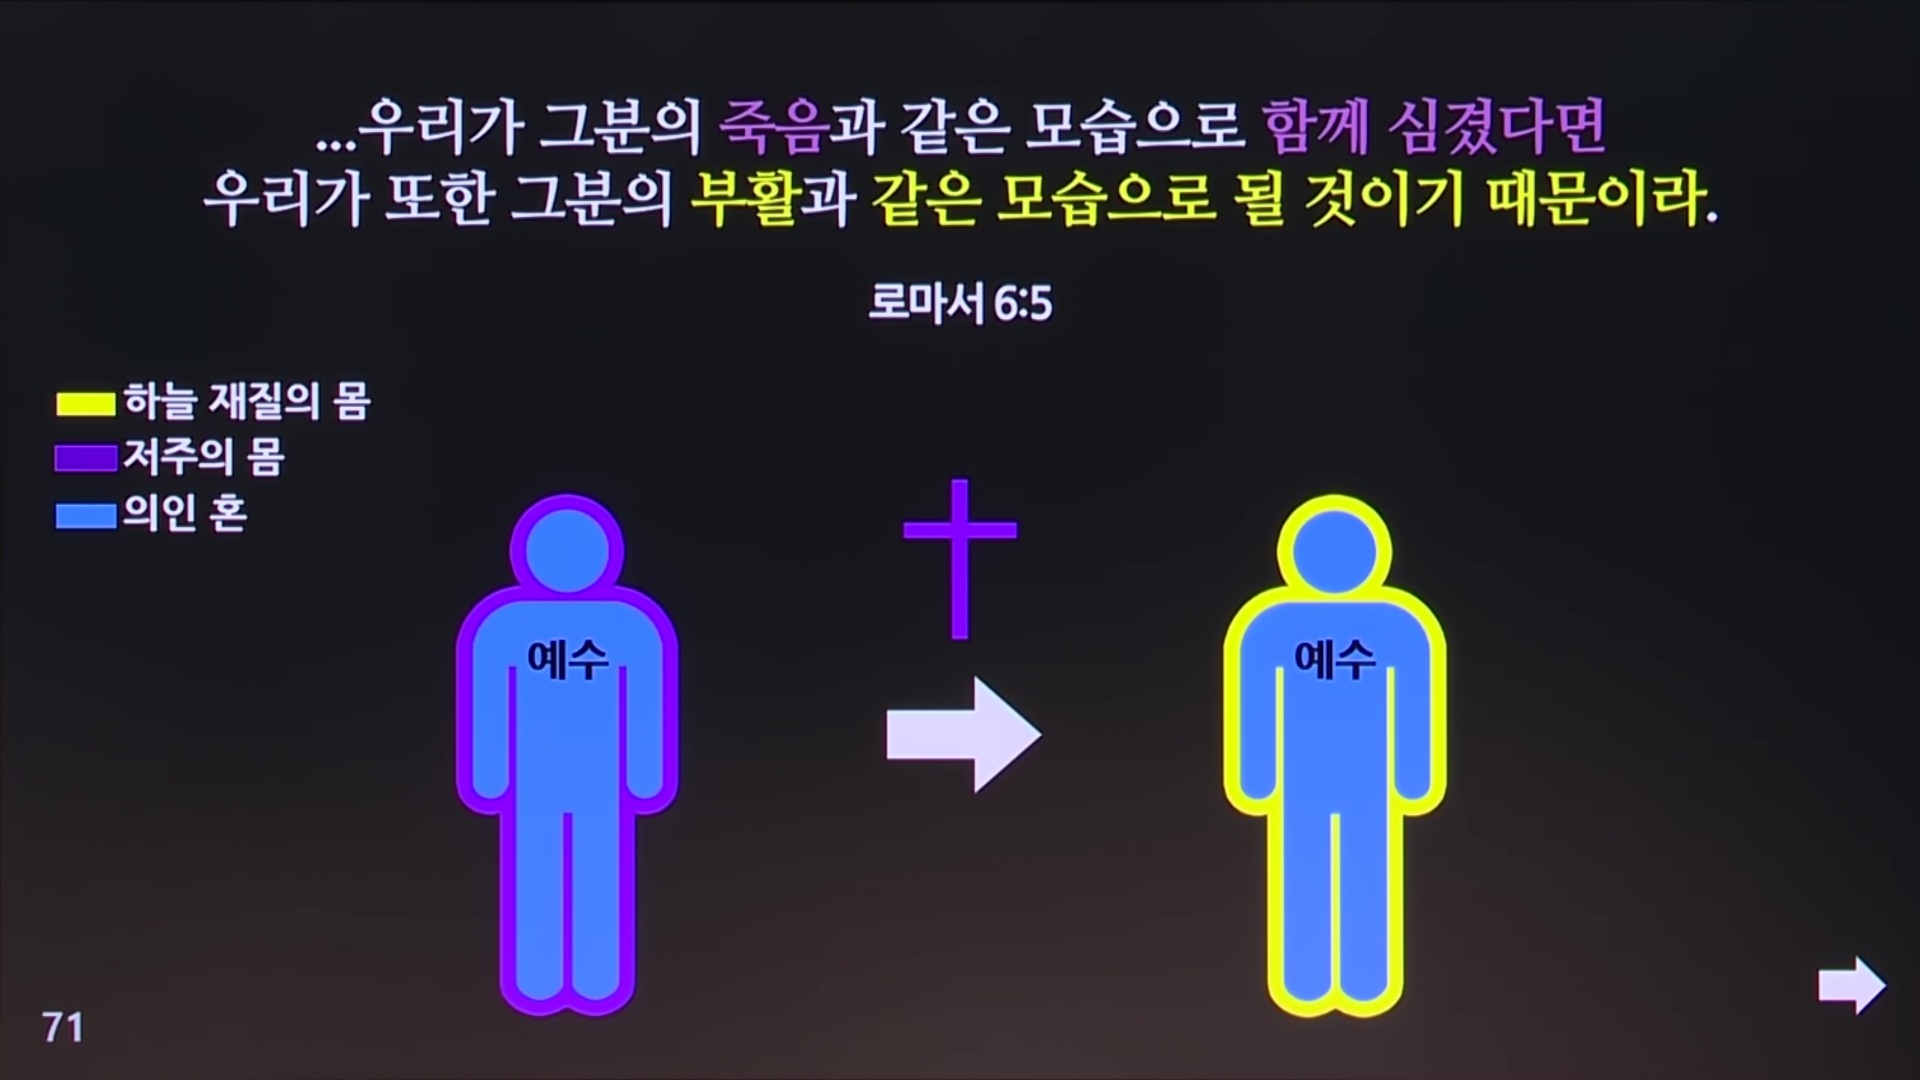 ...우리가 그분의 죽음과 같은 모습으로 함께 심겼다면
우리가 또한 그분의 부활과 같은 모습으로 될 것이기 때문이라.
로마서 6:5
하늘 재질의 몸
저주의 몸
의인 혼
예수
예수
71